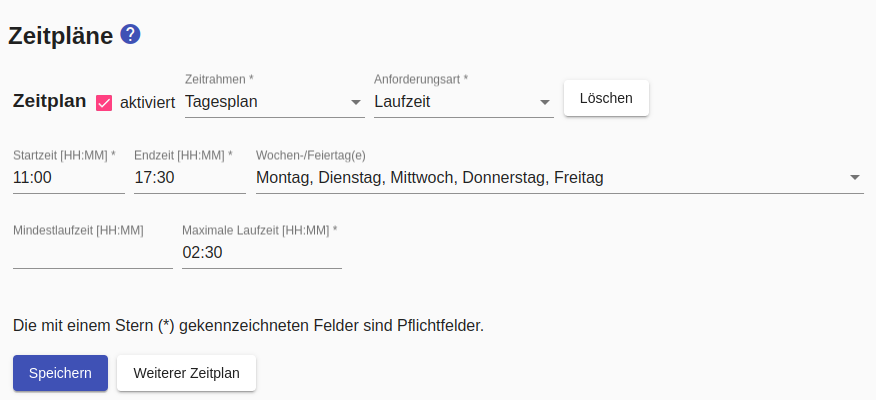 Zeitpläne ?
Zeitplan aktiviert
Zeitrahmen *
Tagesplan
Anforderungsart *
Laufzeit
Löschen
Startzeit [HH:MM] *
11:00
Endzeit [HH:MM] *
17:30
Wochen-/Feiertag(e)
Montag, Dienstag, Mittwoch, Donnerstag, Freitag
Mindestlaufzeit [HH:MM]
Maximale Laufzeit [HH:MM] *
02:30
Die mit einem Stern (*) gekennzeichneten Felder sind Pflichtfelder.
Speichern
Weiterer Zeitplan